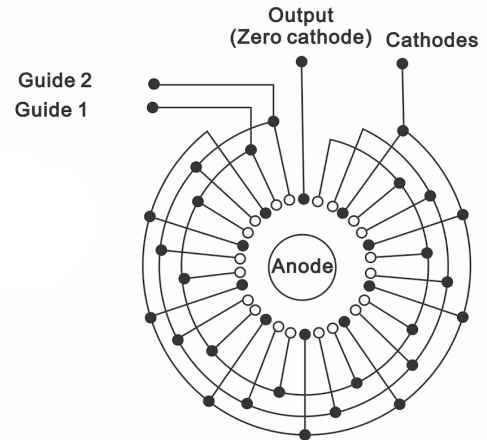 Output
(Zero cathode)
Cathodes
Guide 2
Guide 1
Anode